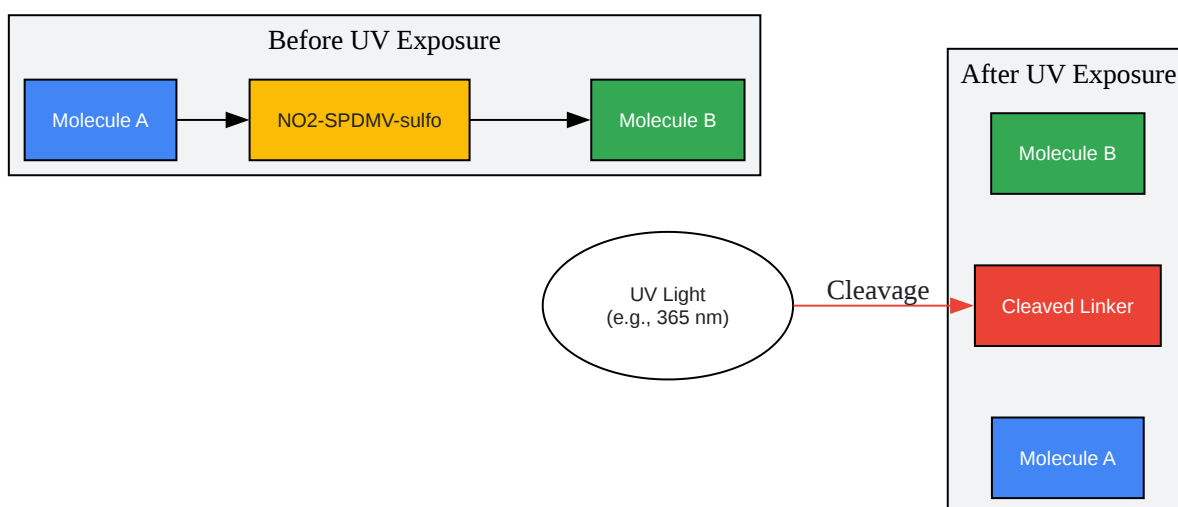 Before UV Exposure
Molecule A
NO2-SPDMV-sulfo
Molecule B
UV Light
(e.g., 365 nm)
Cleavage
After UV Exposure
Molecule B
Cleaved Linker
Molecule A